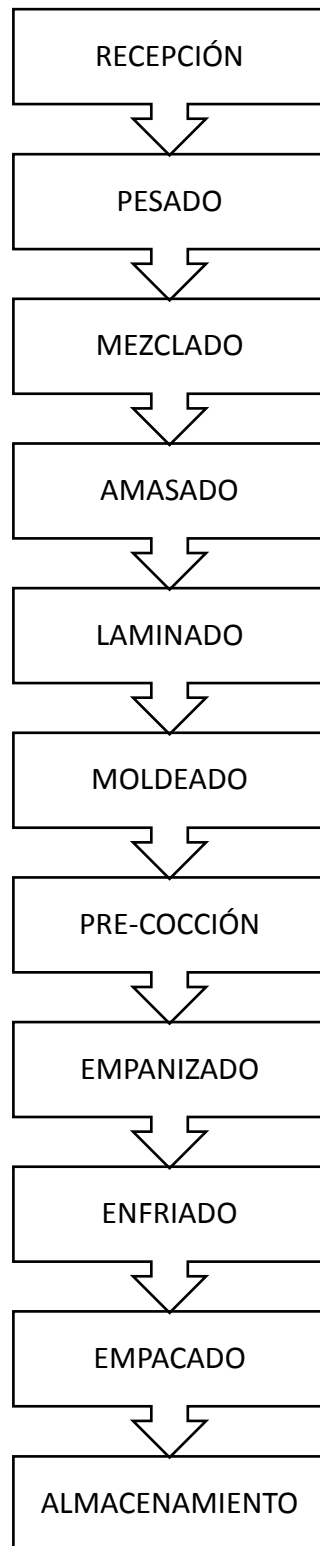 RECEPCIÓN
PESADO
MEZCLADO
AMASADO
LAMINADO
MOLDEADO
PRE-COCCIÓN
EMPANIZADO
ENFRIADO
EMPACADO
ALMACENAMIENTO